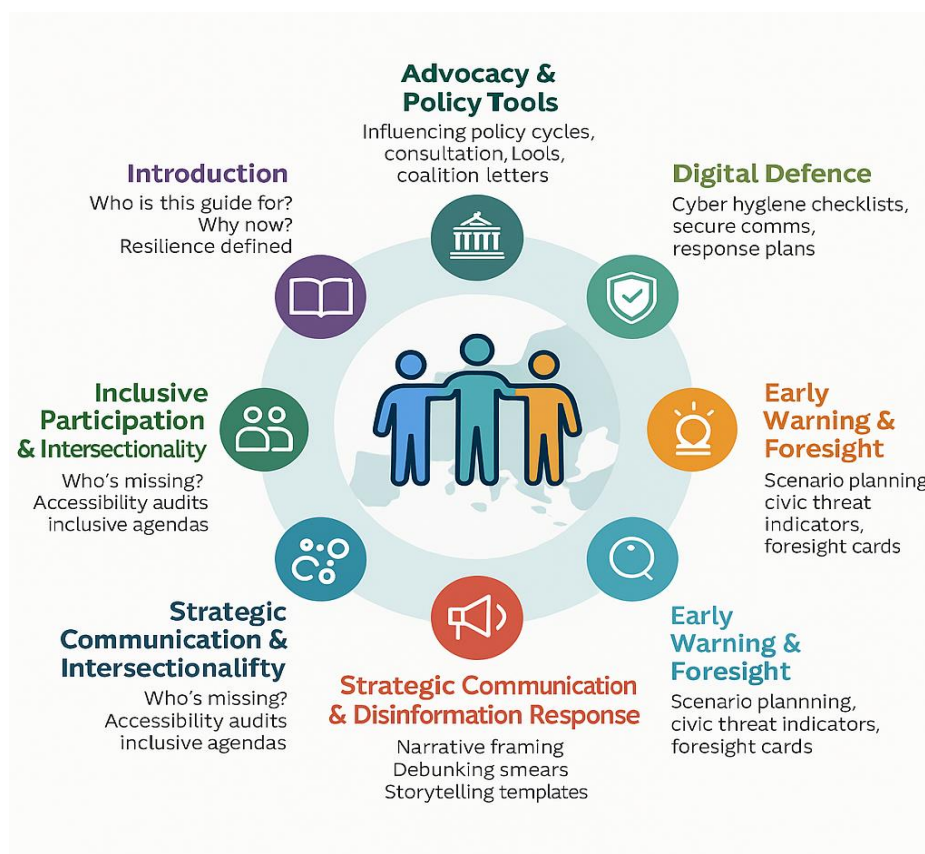 Advocacy &
Policy Tools
Influencing policy cycles,
consultation, Lools,
coalition letters
Introduction
Who is this guide for?
Why now?
Resilience defined
Digital Defence
Cyber hyglene checklists,
secure comms,
response plans
Inclusive
Participation
& Intersectionality
Who's missing?
Accessibility audits
inclusive agendas
Early
Warning &
Foresight
Scenario planning
civic threat
indicators,
foresight cards
Strategic
Communication &
Intersectionalifty
Who's missing?
Accessibility audits
inclusive agendas
Strategic Communication
& Disinformation Response
Narrative framing
Debunking smears
Storytelling templates
Early
Warning &
Foresight
Scenario plannning,
civic threat indicators,
foresight cards